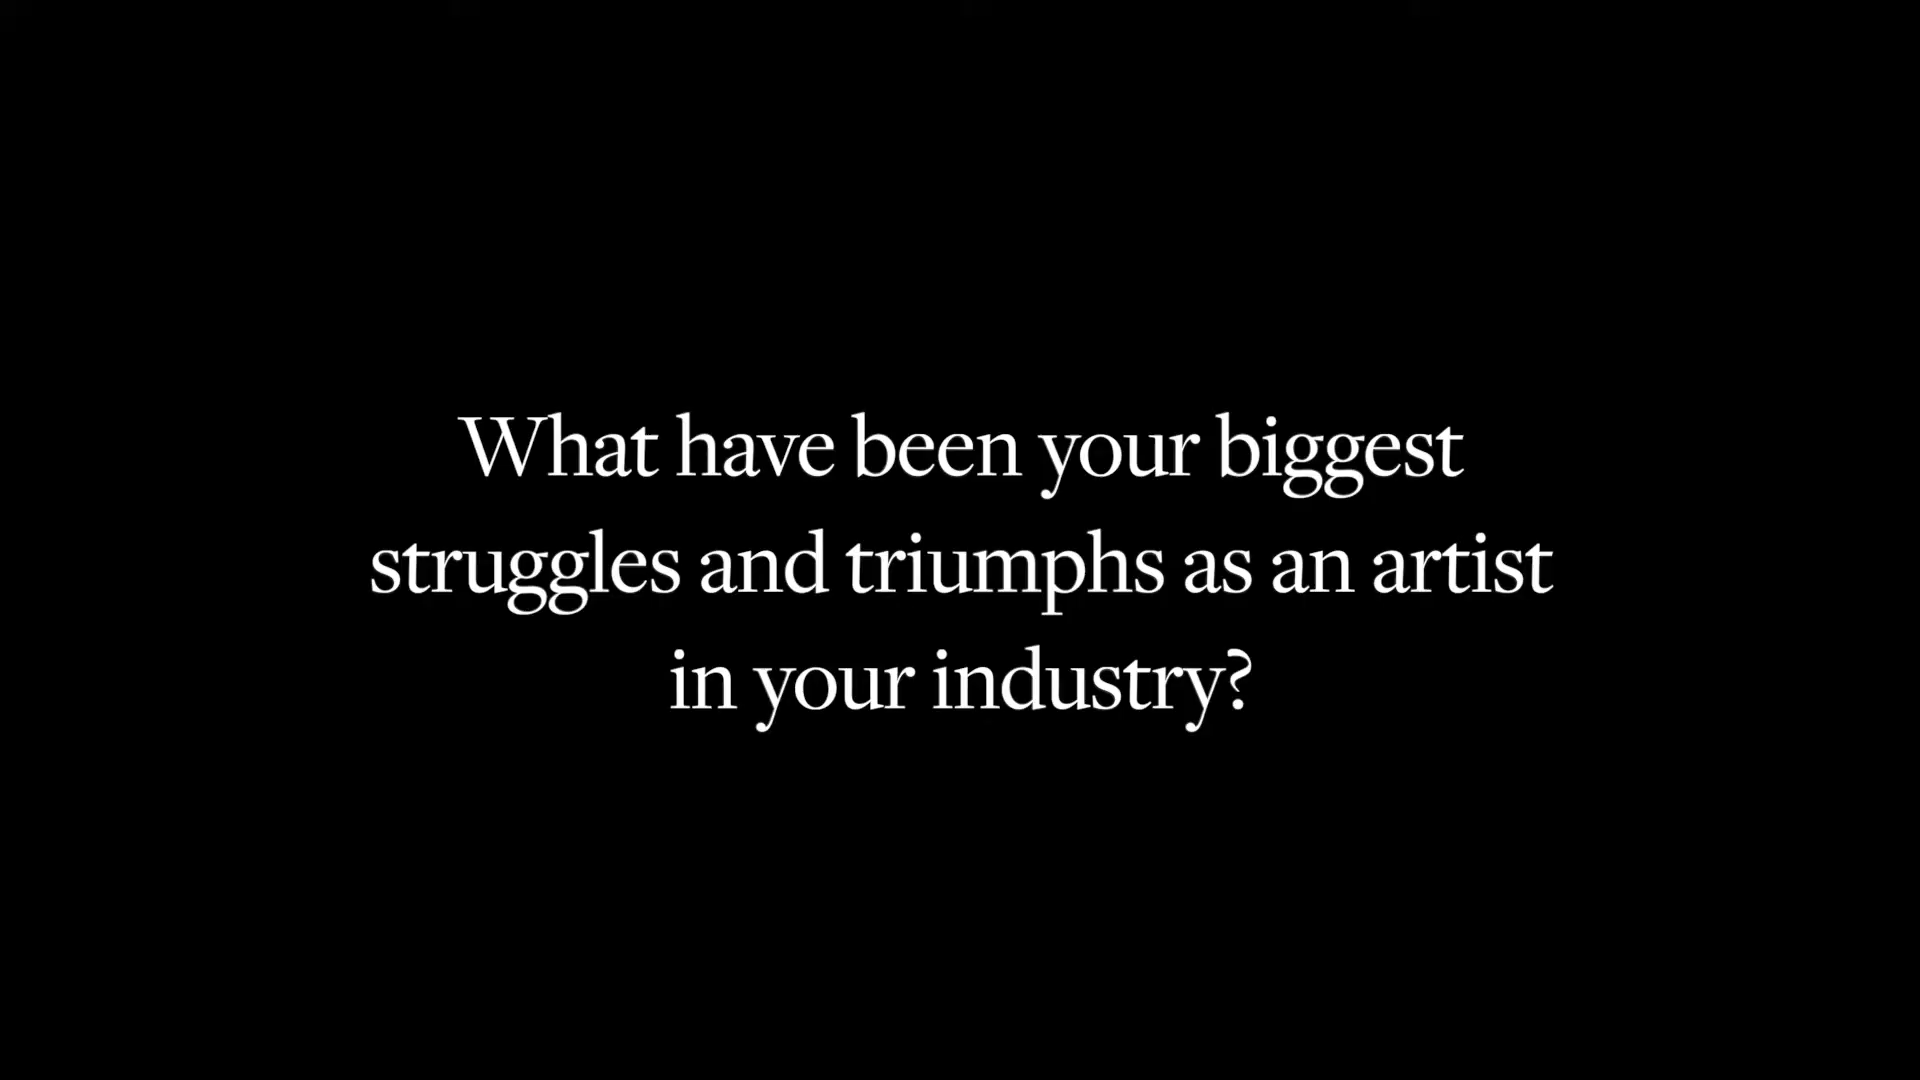 What have been your biggest
struggles and triumphs as an artist
in your industry?